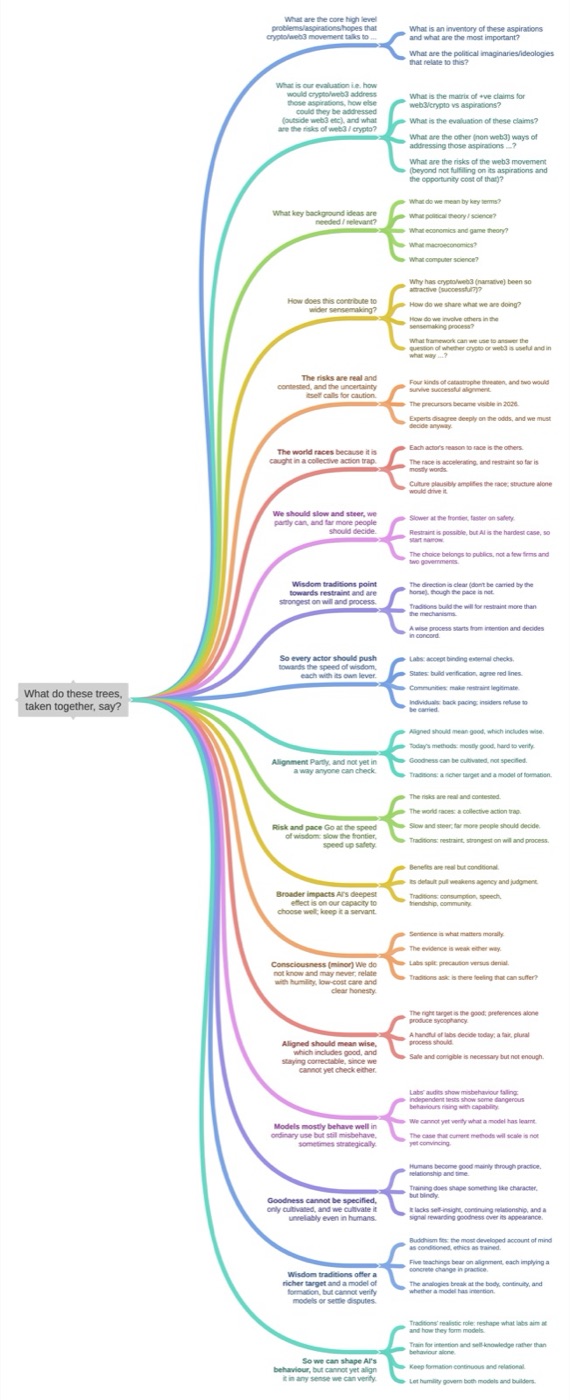 What are the core high level
problems/aspirations/hopes that
crypto/web3 movement talks to ...
What is an inventory of these aspirations
and what are the most important?
What are the political imaginaries/ideologies
that relate to this?
What is our evaluation i.e. how
would crypto/web3 address
those aspirations, how else
could they be addressed
(outside web3 etc), and what
are the risks of web3 / crypto?
What is the matrix of +ve claims for
web3/crypto vs aspirations?
What is the evaluation of these claims?
What are the other (non web3) ways of
addressing those aspirations ...?
What are the risks of the web3 movement
(beyond not fulfilling on its aspirations and
the opportunity cost of that)?
What key background ideas are
needed / relevant?
What do we mean by key terms?
What political theory / science?
What economics and game theory?
What macroeconomics?
What computer science?
How does this contribute to
wider sensemaking?
Why has crypto/web3 (narrative) been so
attractive (successful?)?
How do we share what we are doing?
How do we involve others in the
sensemaking process?
What framework can we use to answer the
question of whether crypto or web3 is useful and in
what way ...?
The risks are real and
contested, and the uncertainty
itself calls for caution.
Four kinds of catastrophe threaten, and two would
survive successful alignment.
The precursors became visible in 2026.
Experts disagree deeply on the odds, and we must
decide anyway.
The world races because it is
caught in a collective action trap.
Each actor's reason to race is the others.
The race is accelerating, and restraint so far is
mostly words.
Culture plausibly amplifies the race; structure alone
would drive it.
We should slow and steer, we
partly can, and far more people
should decide.
Slower at the frontier, faster on safety.
Restraint is possible, but AI is the hardest case, so
start narrow.
The choice belongs to publics, not a few firms and
two governments.
Wisdom traditions point
towards restraint and are
strongest on will and process.
The direction is clear (don't be carried by the
horse), though the pace is not.
Traditions build the will for restraint more than
the mechanisms.
A wise process starts from intention and decides
in concord.
So every actor should push
towards the speed of wisdom,
each with its own lever.
Labs: accept binding external checks.
States: build verification, agree red lines.
Communities: make restraint legitimate.
Individuals: back pacing; insiders refuse to
be carried.
What do these trees,
taken together, say?
Alignment Partly, and not yet in
a way anyone can check.
Aligned should mean good, which includes wise.
Today's methods: mostly good, hard to verify.
Goodness can be cultivated, not specified.
Traditions: a richer target and a model of formation.
Risk and pace Go at the speed
of wisdom: slow the frontier,
speed up safety.
The risks are real and contested.
The world races: a collective action trap.
Slow and steer; far more people should decide.
Traditions: restraint, strongest on will and process.
Broader impacts AI's deepest
effect is on our capacity to
choose well; keep it a servant.
Benefits are real but conditional.
Its default pull weakens agency and judgment.
Traditions: consumption, speech,
friendship, community.
Consciousness (minor) We do
not know and may never; relate
with humility, low-cost care and
clear honesty.
Sentience is what matters morally.
The evidence is weak either way.
Labs split: precaution versus denial.
Traditions ask: is there feeling that can suffer?
Aligned should mean wise,
which includes good, and
staying correctable, since we
cannot yet check either.
The right target is the good; preferences alone
produce sycophancy.
A handful of labs decide today; a fair, plural
process should.
Safe and corrigible is necessary but not enough.
Models mostly behave well in
ordinary use but still misbehave,
sometimes strategically.
Labs' audits show misbehaviour falling;
independent tests show some dangerous
behaviours rising with capability.
We cannot yet verify what a model has learnt.
The case that current methods will scale is not
yet convincing.
Goodness cannot be specified,
only cultivated, and we cultivate it
unreliably even in humans.
Humans become good mainly through practice,
relationship and time.
Training does shape something like character,
but blindly.
It lacks self-insight, continuing relationship, and a
signal rewarding goodness over its appearance.
Wisdom traditions offer a
richer target and a model of
formation, but cannot verify
models or settle disputes.
Buddhism fits: the most developed account of mind
as conditioned, ethics as trained.
Five teachings bear on alignment, each implying a
concrete change in practice.
The analogies break at the body, continuity, and
whether a model has intention.
So we can shape AI's
behaviour, but cannot yet align
it in any sense we can verify.
Traditions' realistic role: reshape what labs aim at
and how they form models.
Train for intention and self-knowledge rather than
behaviour alone.
Keep formation continuous and relational.
Let humility govern both models and builders.